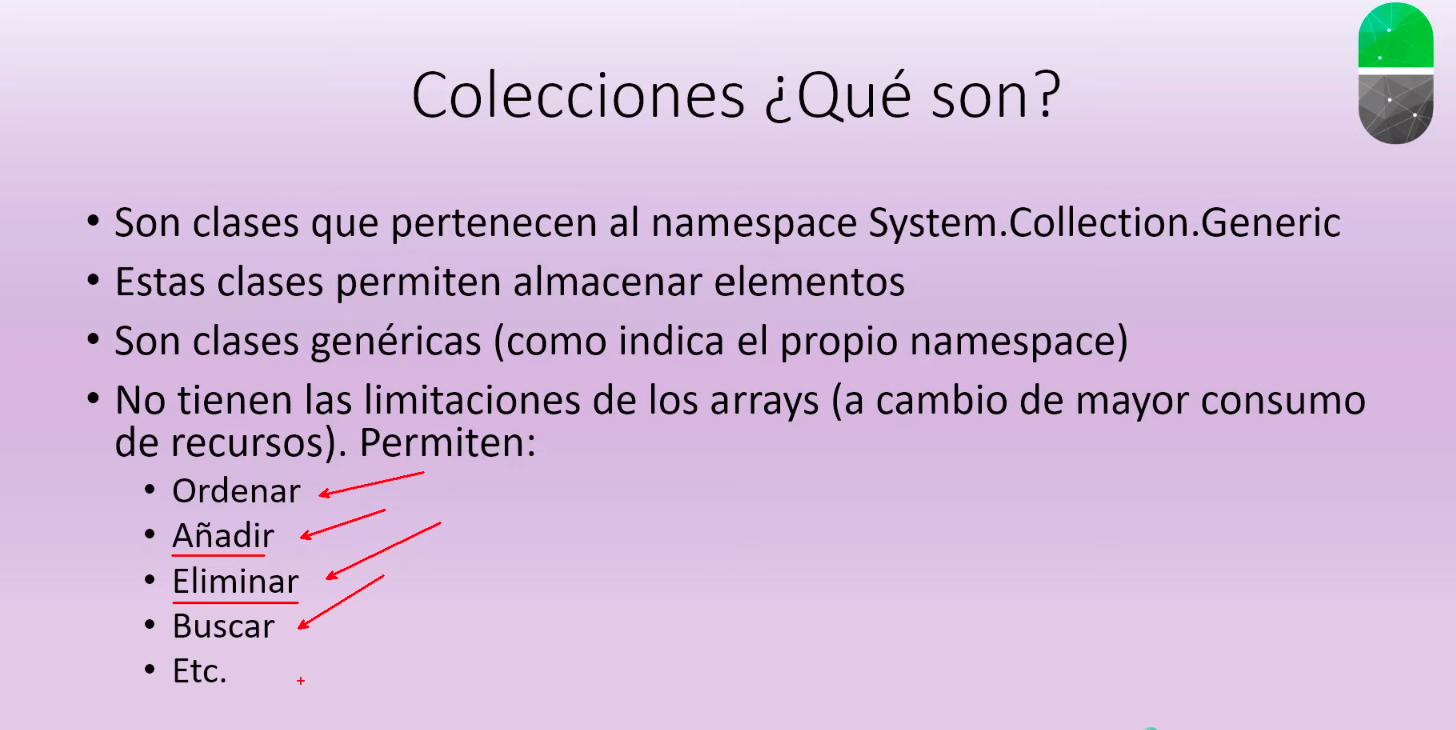 Colecciones ¿Qué son?
• Son clases que pertenecen al namespace System.Collection.Generic
• Estas clases permiten almacenar elementos
• Son clases genéricas (como indica el propio namespace)
• No tienen las limitaciones de los arrays (a cambio de mayor consumo
de recursos). Permiten:
• Ordenar
• Añadir
• Eliminar
• Buscar
• Etc.